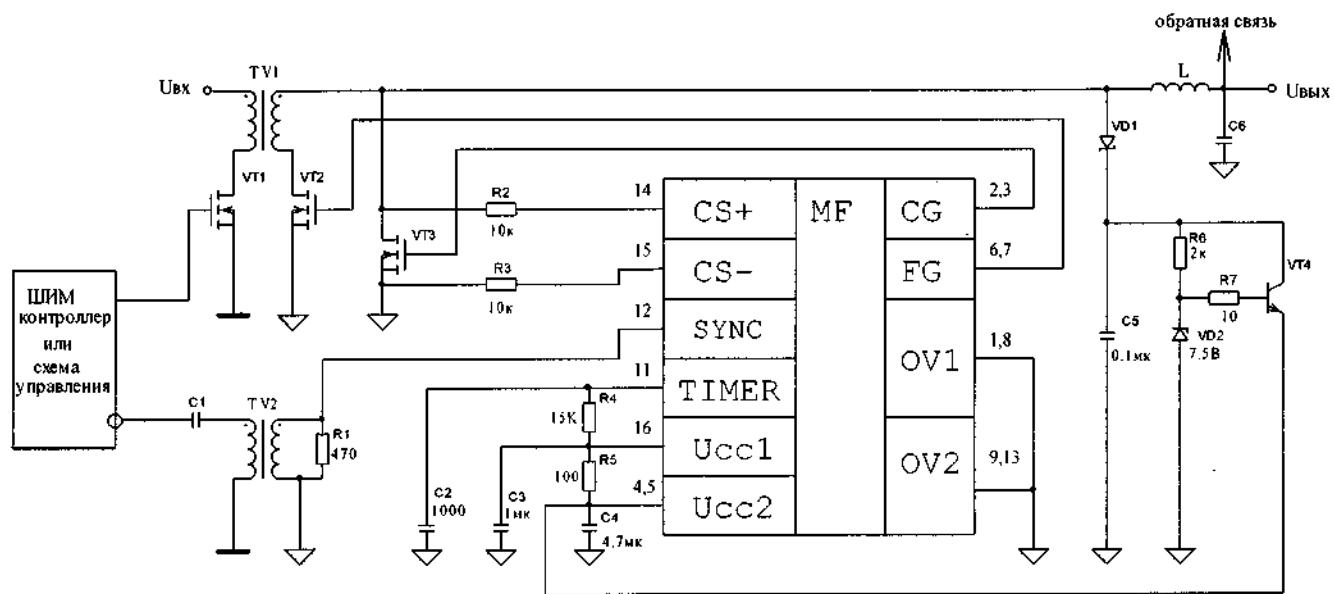 обратная связь
TV1
L
Uвх
Uвых
VD1
C6
VT1
VT2
R2
10к
14
CS+
MF
CG
2,3
VT3
15
CS-
FG
6,7
R3
10к
R6
2к
VT4
R7
10
ШИМ
контроллер
или
схема
управления
12
SYNC
C5
0.1мк
VD2
7.5В
1,8
OV1
11
TIMER
R4
15К
C1
TV2
R1
470
16
Ucc1
R5
100
OV2
9,13
4,5
Ucc2
C2
1000
C3
1мк
C4
4,7мк